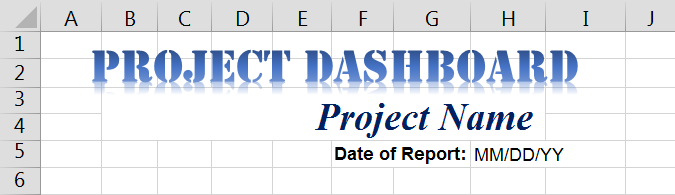 A B C D E F G H I J
1
2 PROJECT DASHBOARD
3
4 Project Name
5 Date of Report: MM/DD/YY
6